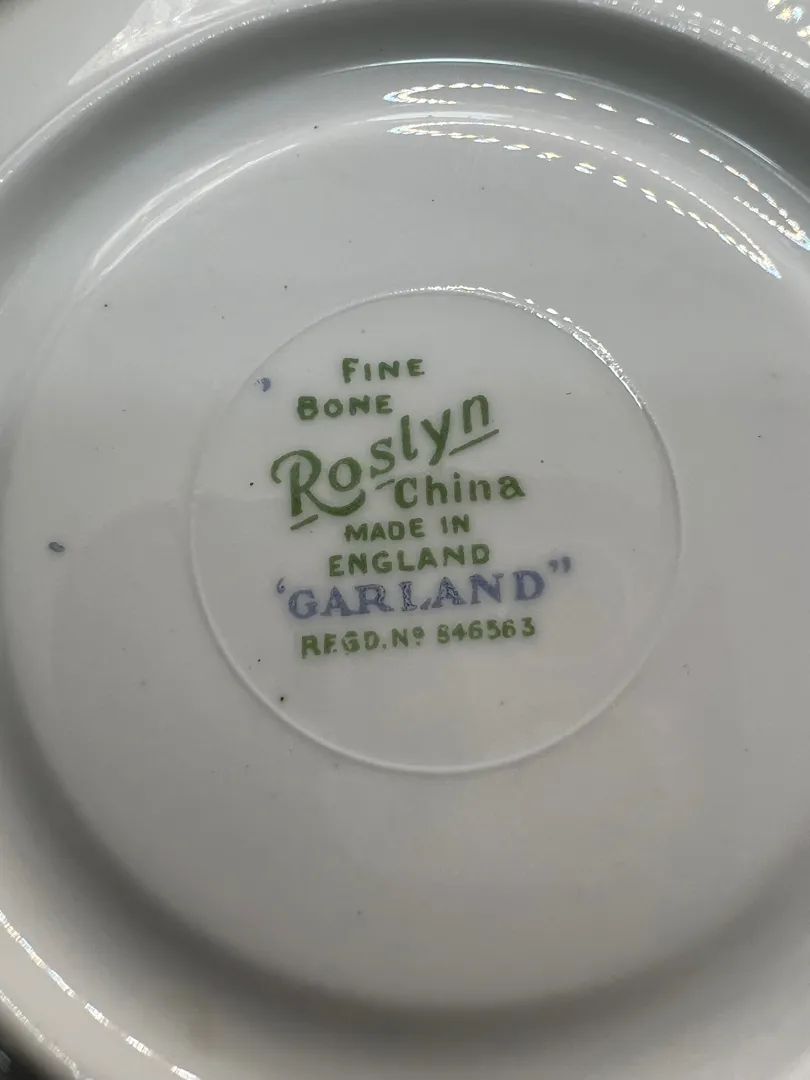 FINE
BONE
Roslyn
China
MADE IN
ENGLAND
'GARLAND"
REGD. Nº 846563